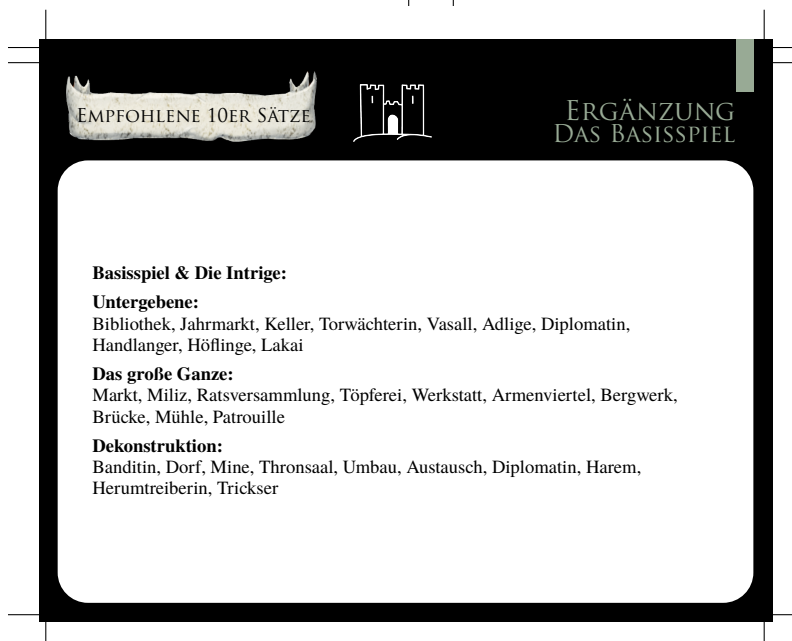 EMPFOHLENE 10ER SÄTZE
ERGÄNZUNG
DAS BASISSPIEL
Basisspiel & Die Intrige:
Untergebene:
Bibliothek, Jahrmarkt, Keller, Torwächterin, Vasall, Adlige, Diplomatin,
Handlanger, Höflinge, Lakai
Das große Ganze:
Markt, Miliz, Ratsversammlung, Töpferei, Werkstatt, Armenviertel, Bergwerk,
Brücke, Mühle, Patrouille
Dekonstruktion:
Banditin, Dorf, Mine, Thronsaal, Umbau, Austausch, Diplomatin, Harem,
Herumtreiberin, Trickser